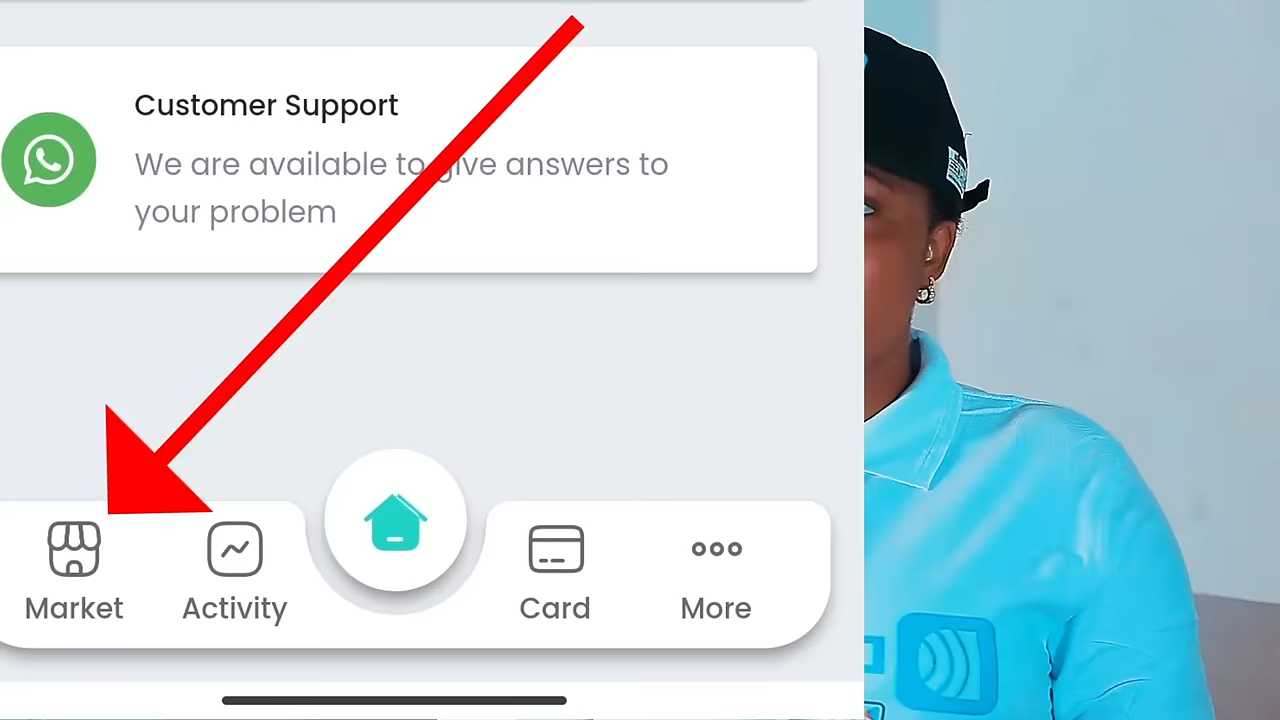 Customer Support
We are available to give answers to
your problem
Market
Activity
Card
More